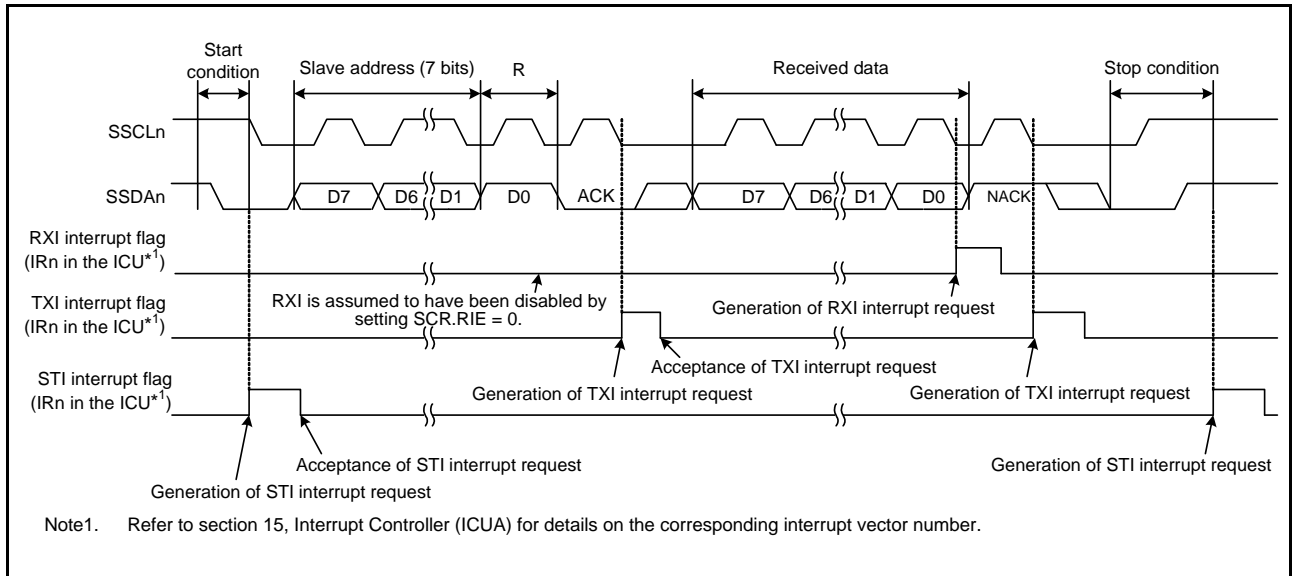 Start
condition
Slave address (7 bits)
R
Received data
Stop condition
SSCLn
SSDAn
D7
D6
D1
D0
ACK
D7
D6
D1
D0
NACK
RXI interrupt flag
(IRn in the ICU*1)
RXI is assumed to have been disabled by
setting SCR.RIE = 0.
Generation of RXI interrupt request
TXI interrupt flag
(IRn in the ICU*1)
Acceptance of TXI interrupt request
Generation of TXI interrupt request
Generation of TXI interrupt request
STI interrupt flag
(IRn in the ICU*1)
Acceptance of STI interrupt request
Generation of STI interrupt request
Generation of STI interrupt request
Note1. Refer to section 15, Interrupt Controller (ICUA) for details on the corresponding interrupt vector number.